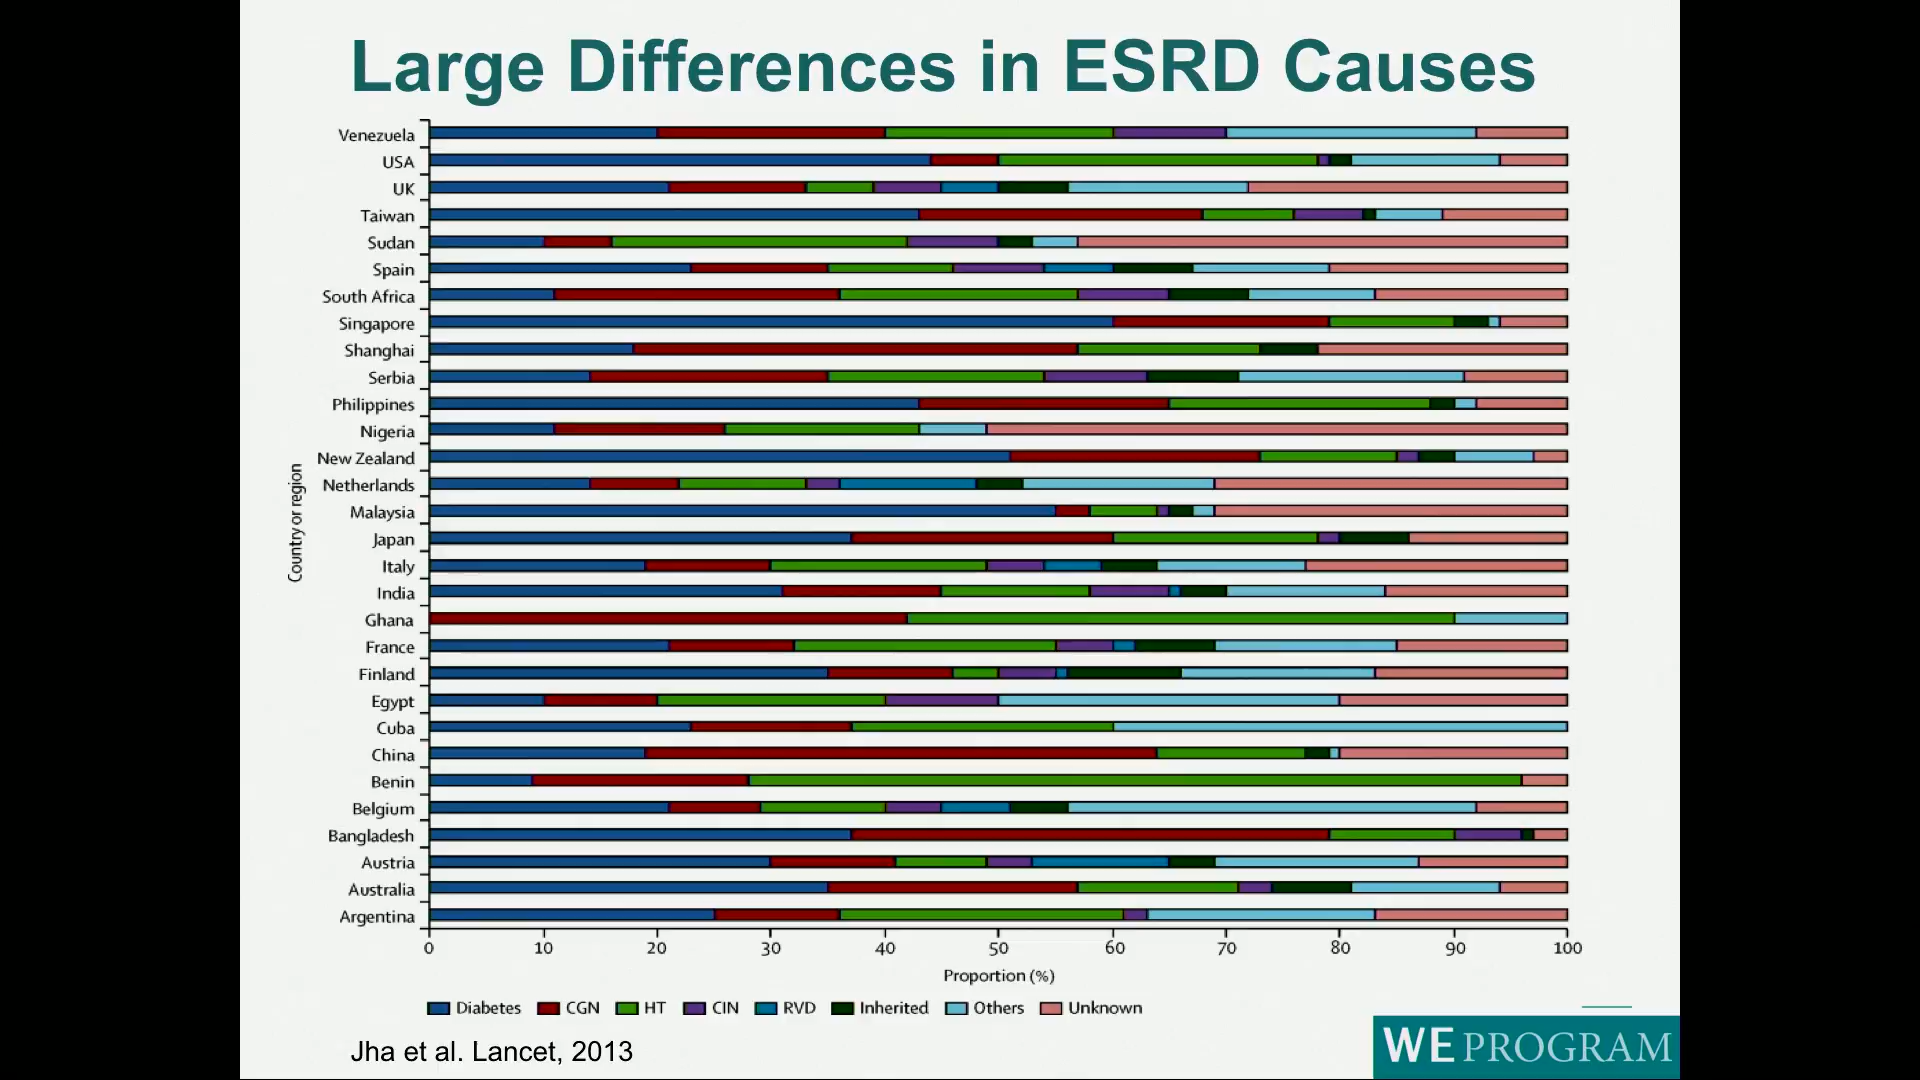 Large Differences in ESRD Causes
Country or region
Venezuela
USA
UK
Taiwan
Sudan
Spain
South Africa
Singapore
Shanghai
Serbia
Philippines
Nigeria
New Zealand
Netherlands
Malaysia
Japan
Italy
India
Ghana
France
Finland
Egypt
Cuba
China
Benin
Belgium
Bangladesh
Austria
Australia
Argentina
0 10 20 30 40 50 60 70 80 90 100
Proportion (%)
Diabetes CGN HT CIN RVD Inherited Others Unknown
Jha et al. Lancet, 2013
WE PROGRAM